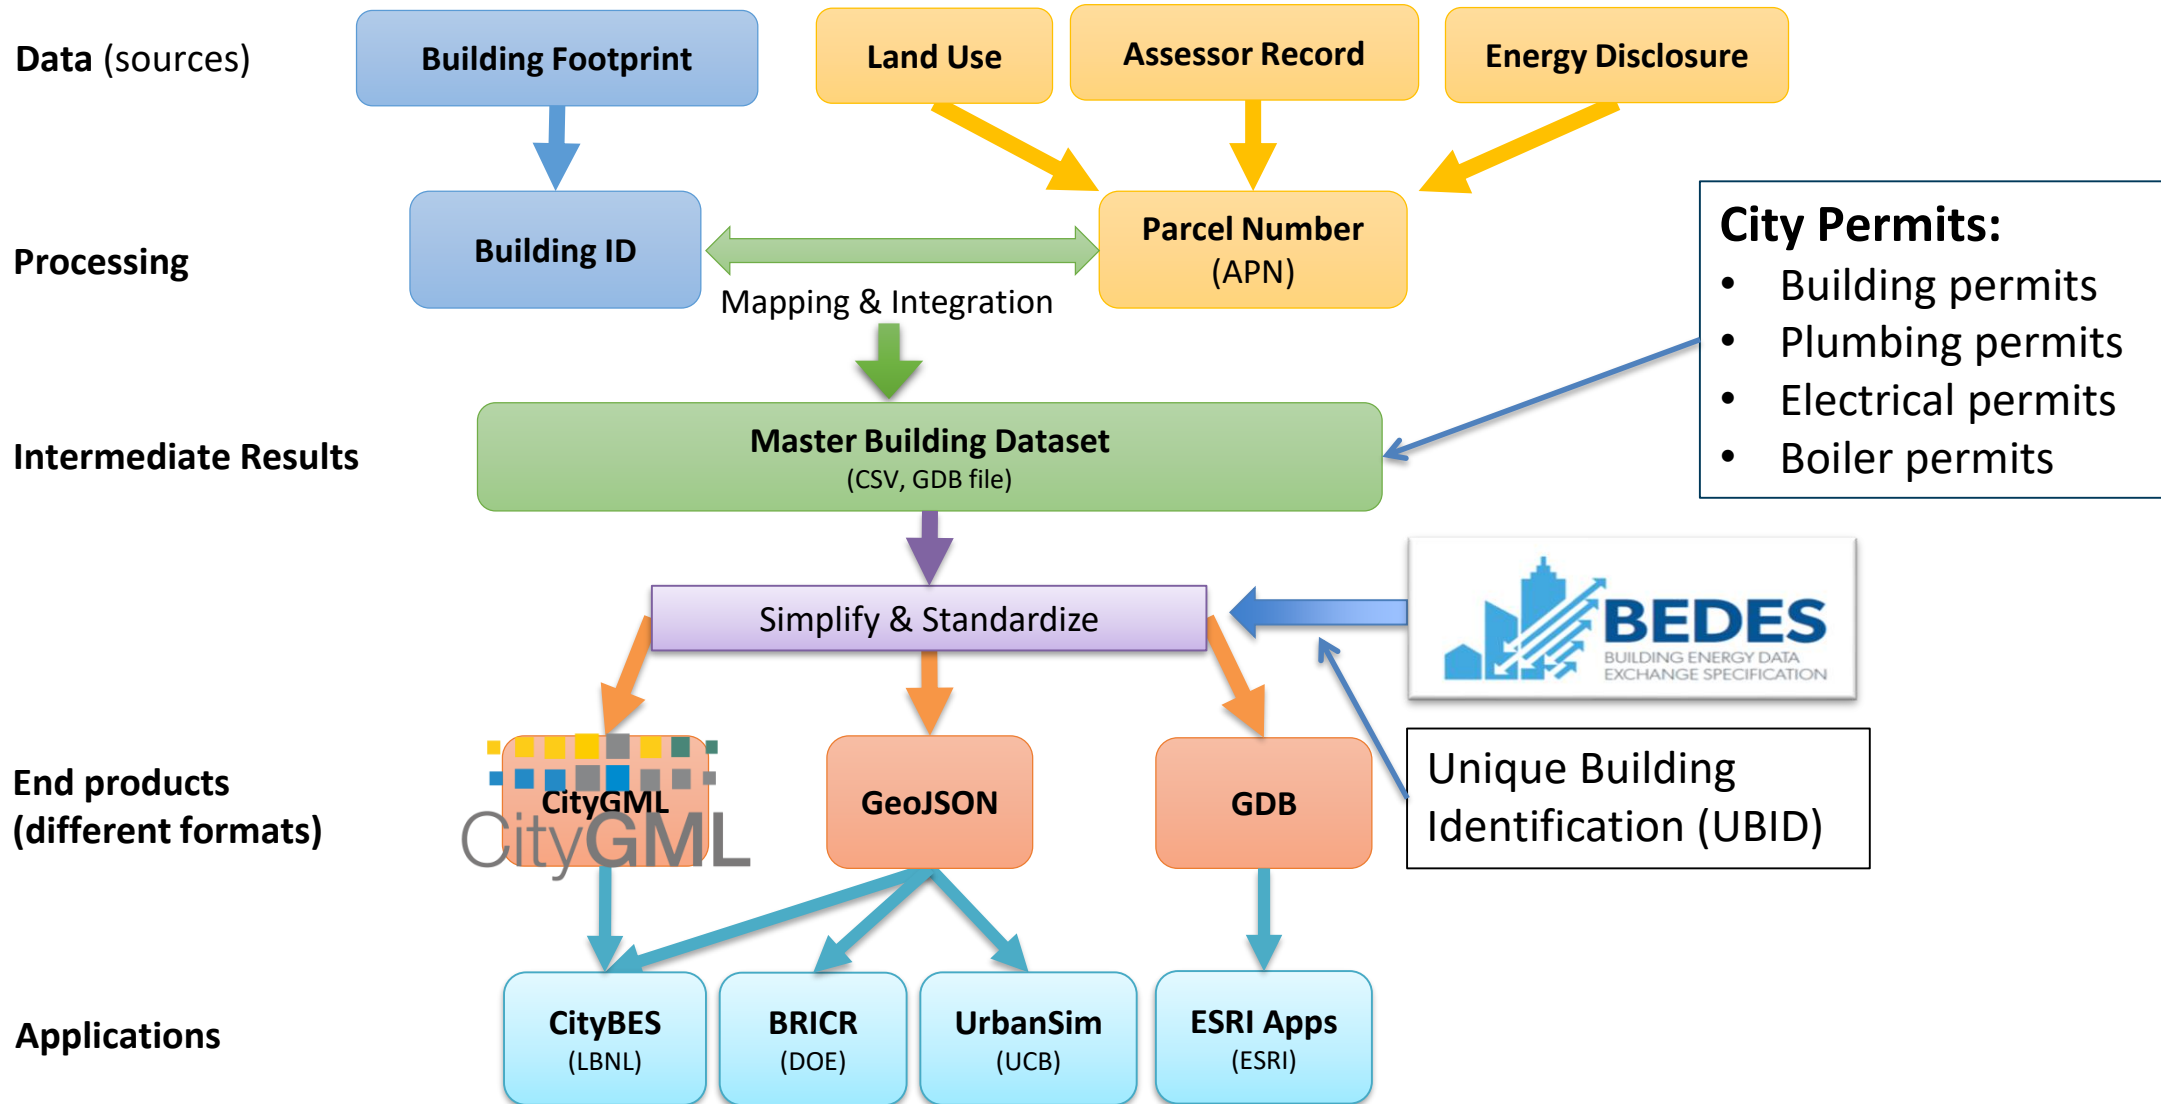 Data (sources)
Building Footprint
Land Use
Assessor Record
Energy Disclosure
Processing
Building ID
Mapping & Integration
Parcel Number
(APN)
City Permits:
• Building permits
• Plumbing permits
• Electrical permits
• Boiler permits
Intermediate Results
Master Building Dataset
(CSV, GDB file)
Simplify & Standardize
BEDES
BUILDING ENERGY DATA
EXCHANGE SPECIFICATION
Unique Building
Identification (UBID)
End products
(different formats)
CityGML
CityGML
GeoJSON
GDB
Applications
CityBES
(LBNL)
BRICR
(DOE)
UrbanSim
(UCB)
ESRI Apps
(ESRI)